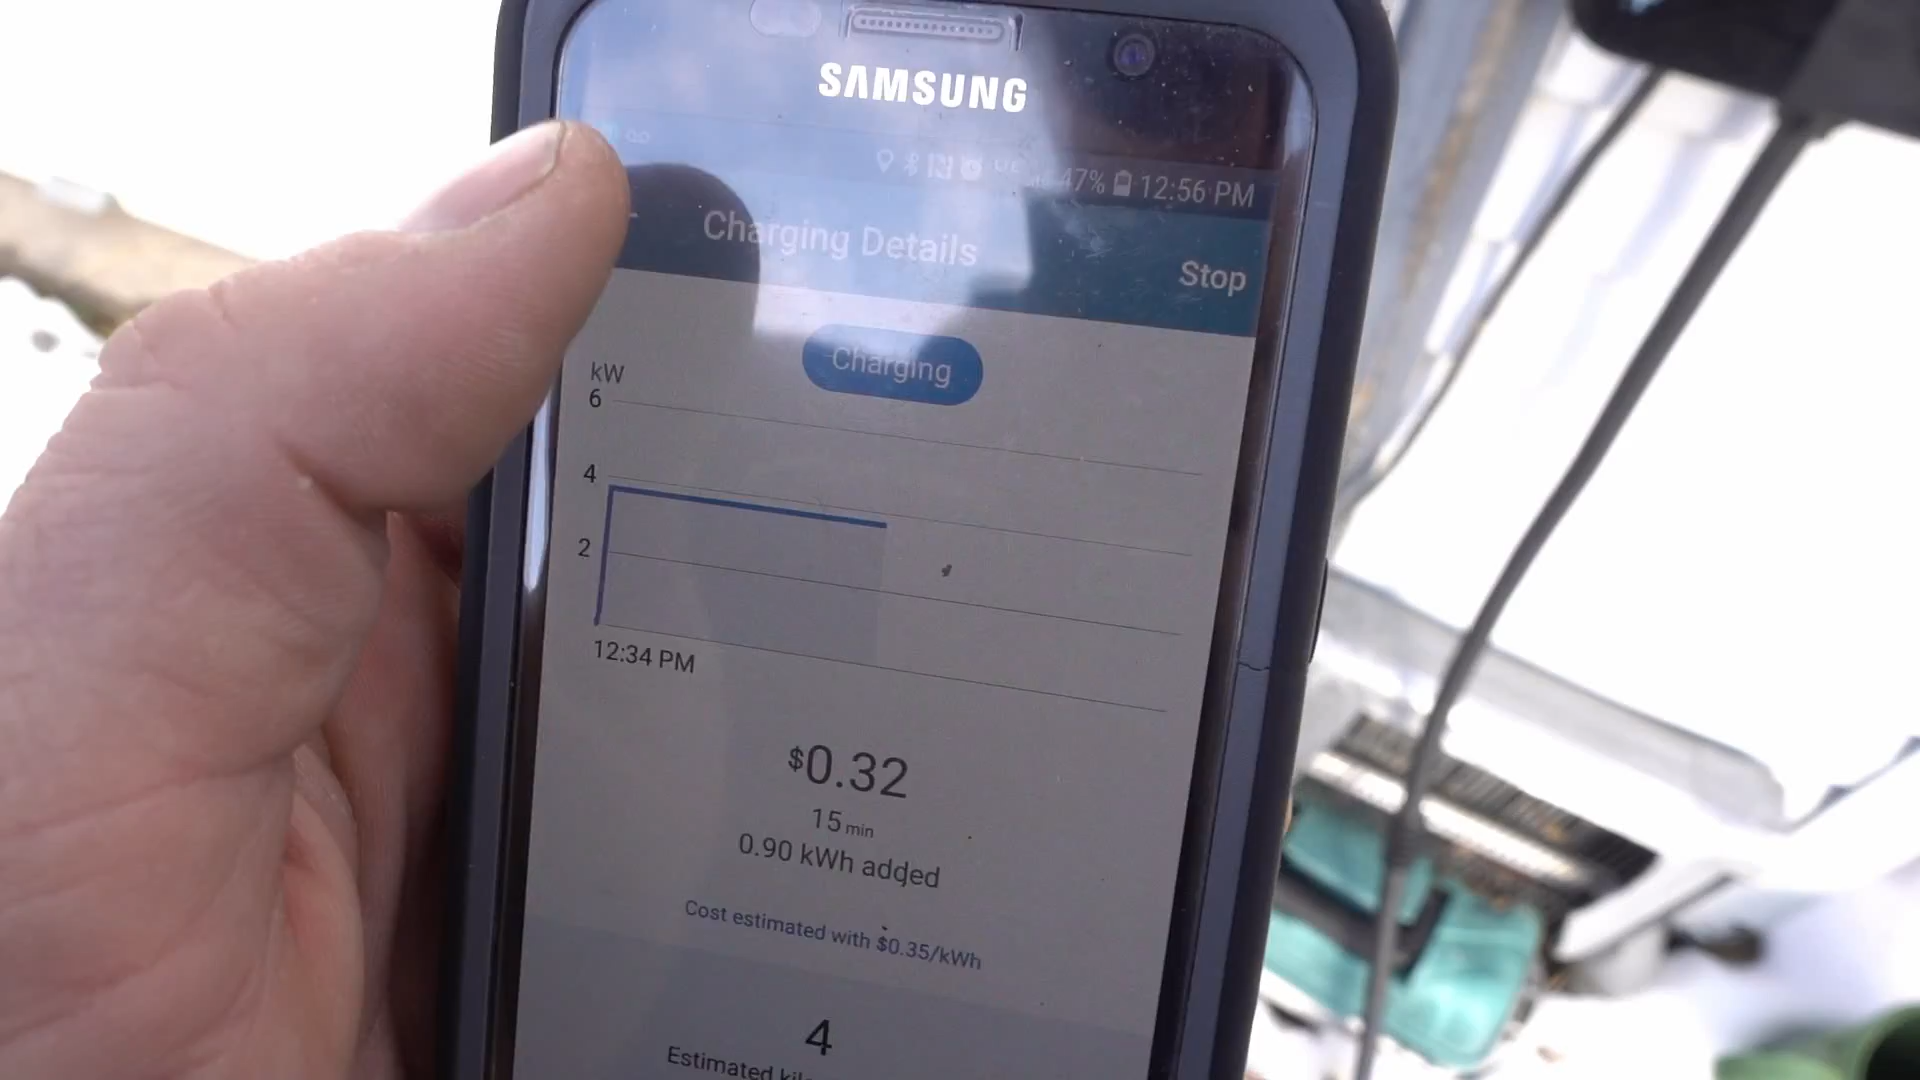 SAMSUNG
47% 12:56 PM
Charging Details
Stop
Charging
kW
6
4
2
12:34 PM
$0.32
15 min
0.90 kWh added
Cost estimated with $0.35/kWh
4
Estimated